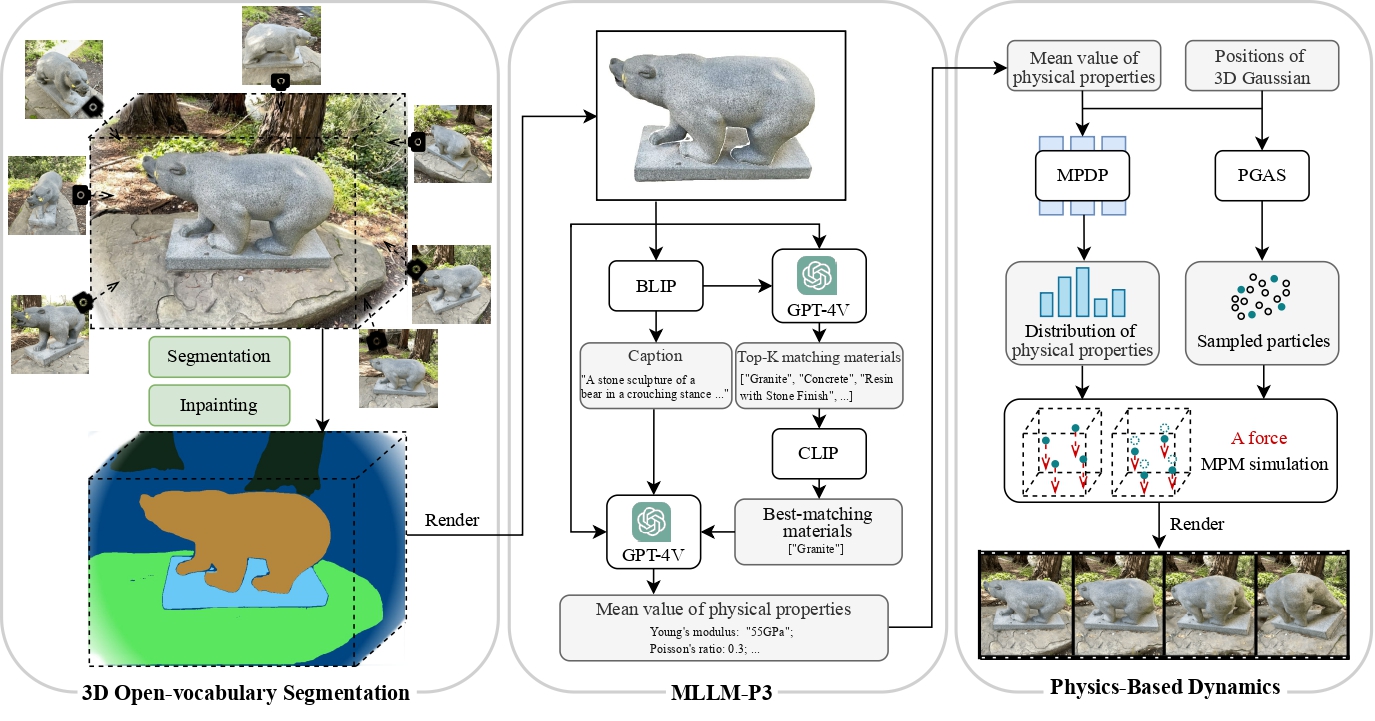 Segmentation
Inpainting
Render
3D Open-vocabulary Segmentation
BLIP
GPT-4V
Caption
"A stone sculpture of a
bear in a crouching stance ..."
Top-K matching materials
["Granite", "Concrete", "Resin
with Stone Finish", ...]
CLIP
GPT-4V
Best-matching
materials
["Granite"]
Mean value of physical properties
Young's modulus: "55GPa";
Poisson's ratio: 0.3; ...
MLLM-P3
Mean value of
physical properties
Positions of
3D Gaussian
MPDP
PGAS
Distribution of
physical properties
Sampled particles
A force
MPM simulation
Render
Physics-Based Dynamics